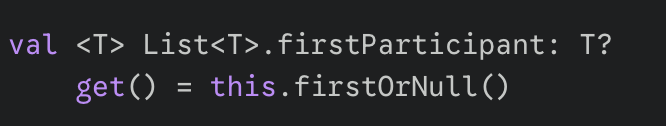 val <T> List<T>.firstParticipant: T?
    get() = this.firstOrNull()